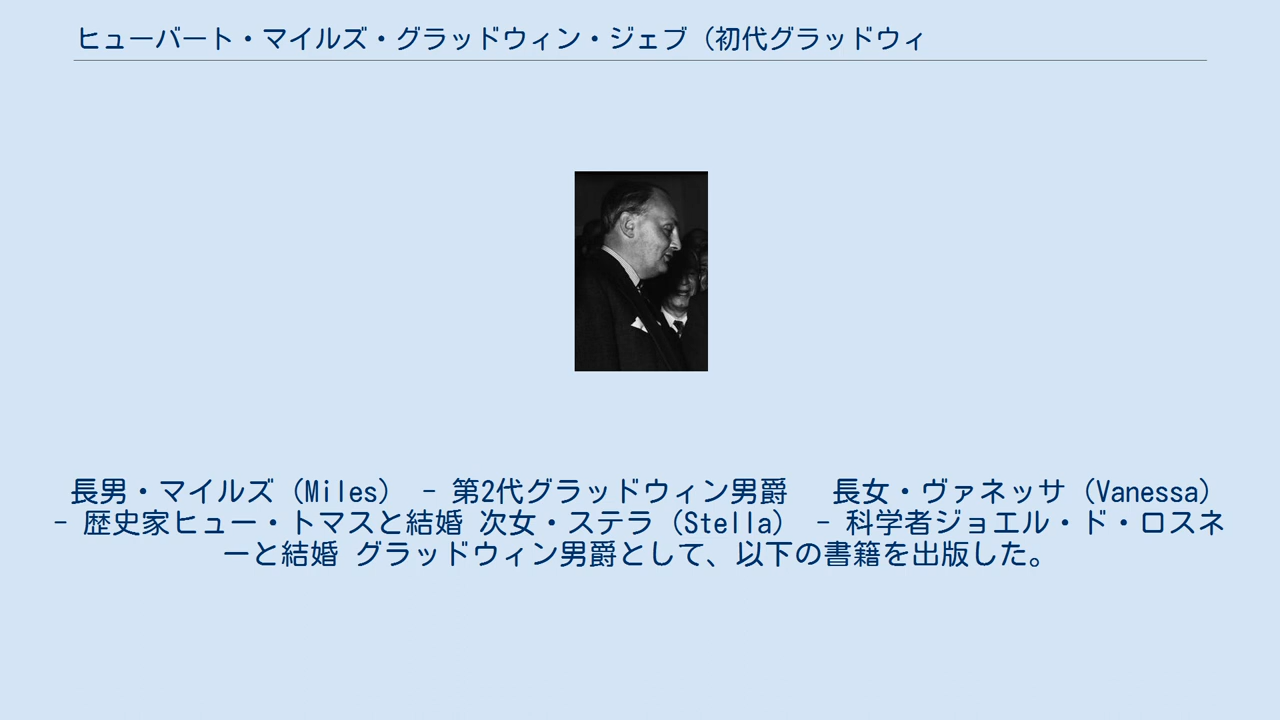 ヒューバート・マイルズ・グラッドウィン・ジェブ（初代グラッドウィ
長男・マイルズ（Miles） - 第2代グラッドウィン男爵　長女・ヴァネッサ（Vanessa）
- 歴史家ヒュー・トマスと結婚 次女・ステラ（Stella） - 科学者ジョエル・ド・ロスネ
ーと結婚 グラッドウィン男爵として、以下の書籍を出版した。